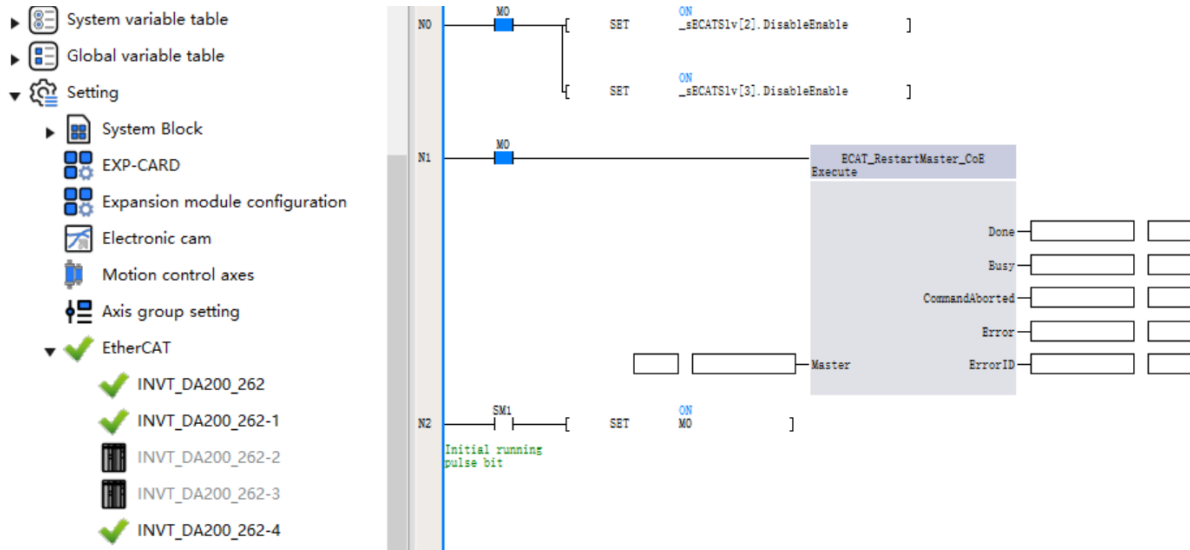 System variable table
Global variable table
Setting
System Block
EXP-CARD
Expansion module configuration
Electronic cam
Motion control axes
Axis group setting
EtherCAT
INVT_DA200_262
INVT_DA200_262-1
INVT_DA200_262-2
INVT_DA200_262-3
INVT_DA200_262-4
N0
M0
ON
[ SET _sECATSlv[2].DisableEnable ]
ON
[ SET _sECATSlv[3].DisableEnable ]
N1
M0
ECAT_RestartMaster_CoE
Execute
Done
Busy
CommandAborted
Error
Master ErrorID
N2
SM1
ON
[ SET M0 ]
Initial running
pulse bit